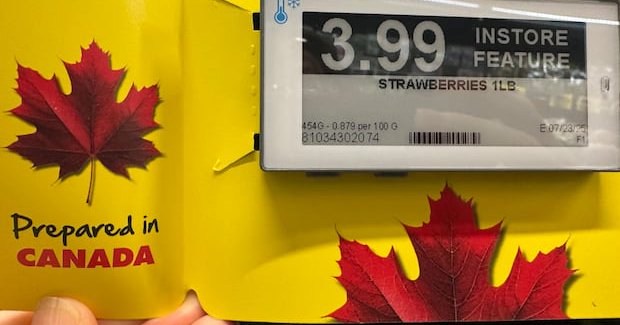 3.99 INSTORE
FEATURE
STRAWBERRIES 1LB
454G - 0.879 per 100 G
81034302074
E 07/23/25
F1
Prepared in
CANADA